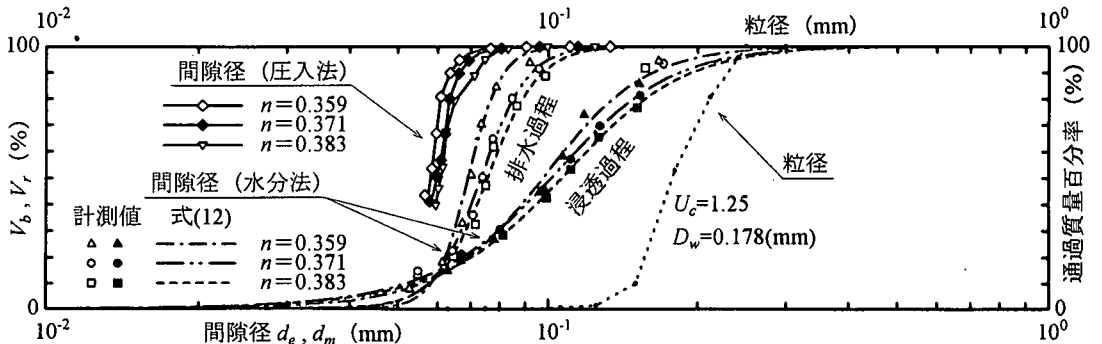 10⁻² 10⁻¹ 粒径 (mm) 10⁰
100
0
V_b, V_r (%)
間隙径 (圧入法)
n=0.359
n=0.371
n=0.383
間隙径 (水分法)
計測値 式(12)
n=0.359
n=0.371
n=0.383
排水過程
浸透過程
粒径
U_c=1.25
D_w=0.178(mm)
100
0
通過質量百分率 (%)
10⁻² 間隙径 d_e, d_m (mm) 10⁻¹ 10⁰